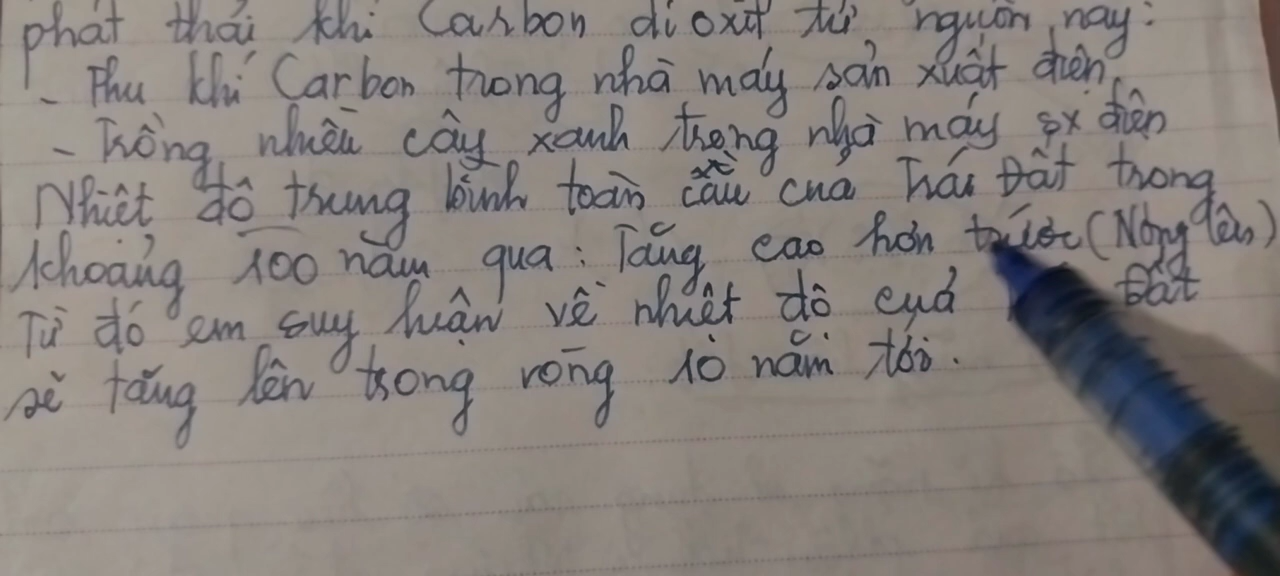 phát thải khí Carbon di oxit từ nguồn này:
- Thu khí Carbon trong nhà máy sản xuất điện.
- Trồng nhiều cây xanh trong nhà máy sx điện
Nhiệt độ trung bình toàn cầu của Trái Đất trong
khoảng 100 năm qua: Tăng cao hơn trước (Nóng lên)
Từ đó em suy luận về nhiệt độ của Đất
sẽ tăng lên trong vòng 10 năm tới.